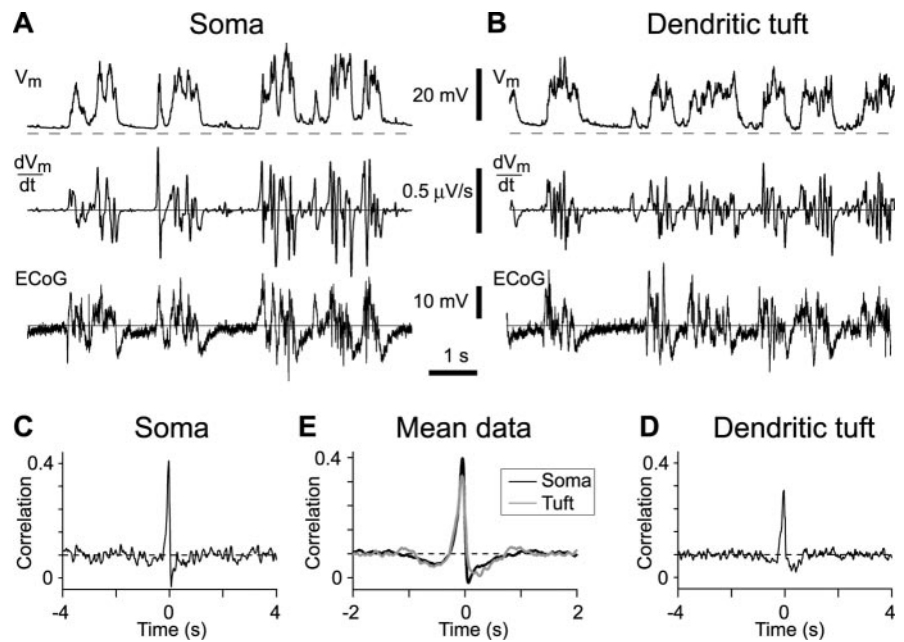 A Soma
B Dendritic tuft
Vm
20 mV
Vm
dVm
dt
0.5 μV/s
dVm
dt
ECoG
10 mV
ECoG
1 s
C Soma
E Mean data
D Dendritic tuft
0.4
0
Correlation
-4 0 4
Time (s)
0.4
0
Correlation
Soma
Tuft
-2 0 2
Time (s)
0.4
0
Correlation
-4 0 4
Time (s)